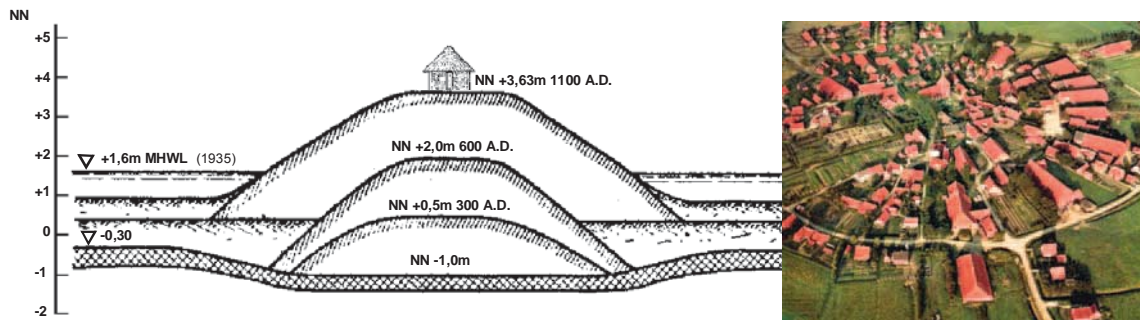 NN
+5
+4
NN +3,63m 1100 A.D.
+3
NN +2,0m 600 A.D.
+2
+1,6m MHWL (1935)
+1
NN +0,5m 300 A.D.
0
-0,30
NN -1,0m
-1
-2